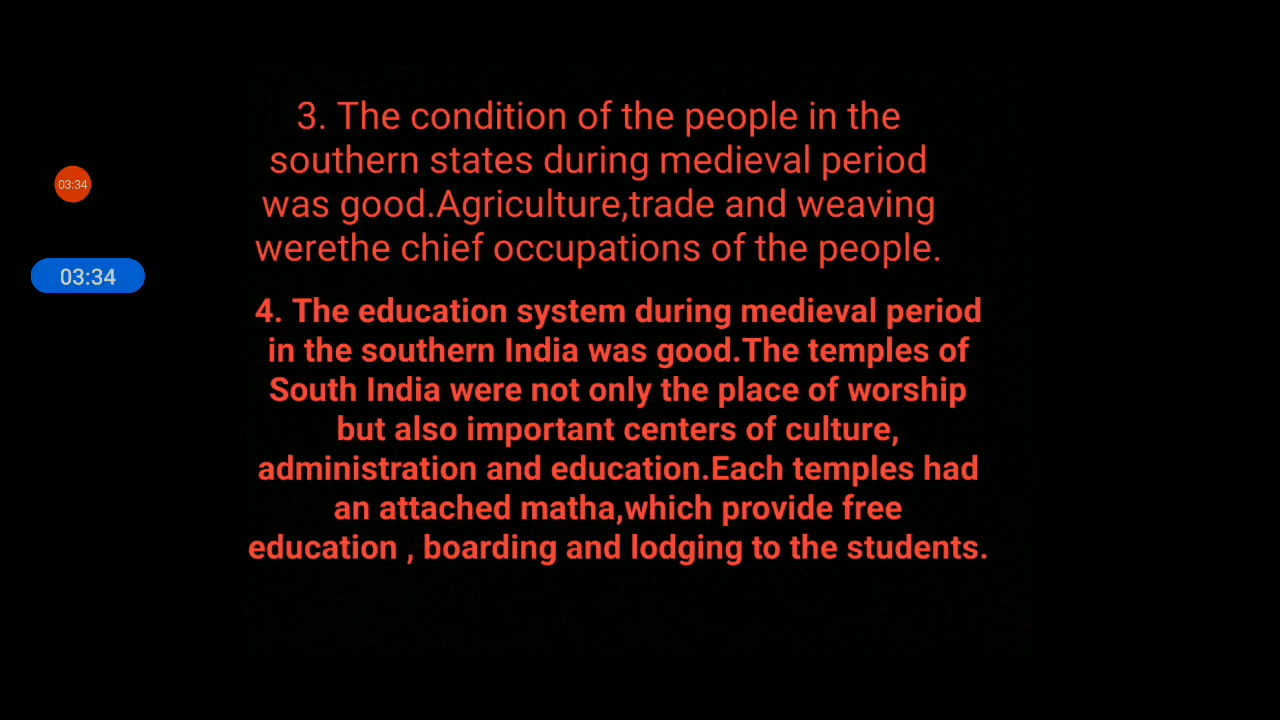 3. The condition of the people in the
southern states during medieval period
was good.Agriculture,trade and weaving
werethe chief occupations of the people.
03:34
03:34
4. The education system during medieval period
in the southern India was good.The temples of
South India were not only the place of worship
but also important centers of culture,
administration and education.Each temples had
an attached matha,which provide free
education , boarding and lodging to the students.